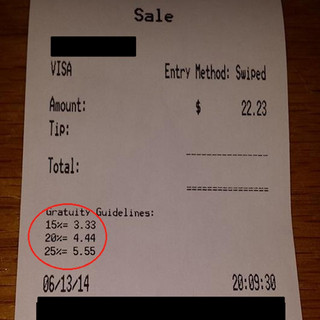 Sale
VISA Entry Method: Swiped
Amount: $ 22.23
Tip:
Total:
Gratuity Guidelines:
15%= 3.33
20%= 4.44
25%= 5.55
06/13/14 20:09:30